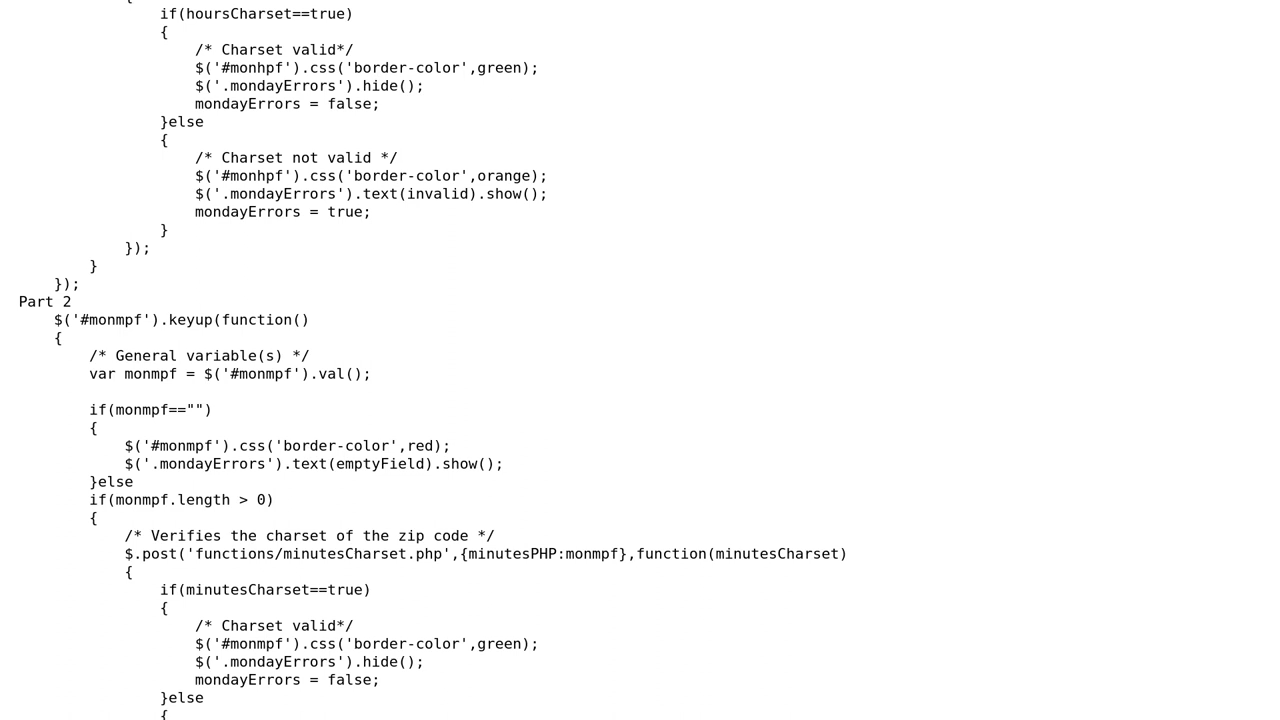 if(hoursCharset==true)
{
/* Charset valid*/
$('#monhpf').css('border-color',green);
$('.mondayErrors').hide();
mondayErrors = false;
}else
{
/* Charset not valid */
$('#monhpf').css('border-color',orange);
$('.mondayErrors').text(invalid).show();
mondayErrors = true;
}
});
}
});
Part 2
$('#monmpf').keyup(function()
{
/* General variable(s) */
var monmpf = $('#monmpf').val();
if(monmpf=="")
{
$('#monmpf').css('border-color',red);
$('.mondayErrors').text(emptyField).show();
}else
if(monmpf.length > 0)
{
/* Verifies the charset of the zip code */
$.post('functions/minutesCharset.php',{minutesPHP:monmpf},function(minutesCharset)
{
if(minutesCharset==true)
{
/* Charset valid*/
$('#monmpf').css('border-color',green);
$('.mondayErrors').hide();
mondayErrors = false;
}else
{